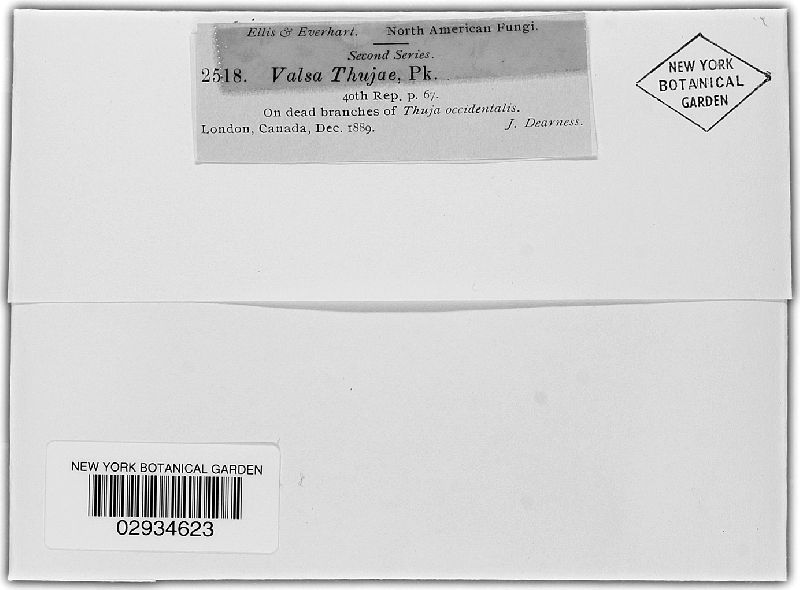 Ellis & Everhart. North American Fungi.
Second Series.
2518. Valsa Thujae, Pk.
40th Rep. p. 67.
On dead branches of Thuja occidentalis.
London, Canada, Dec. 1889. J. Dearness.
NEW YORK
BOTANICAL
GARDEN
NEW YORK BOTANICAL GARDEN
02934623